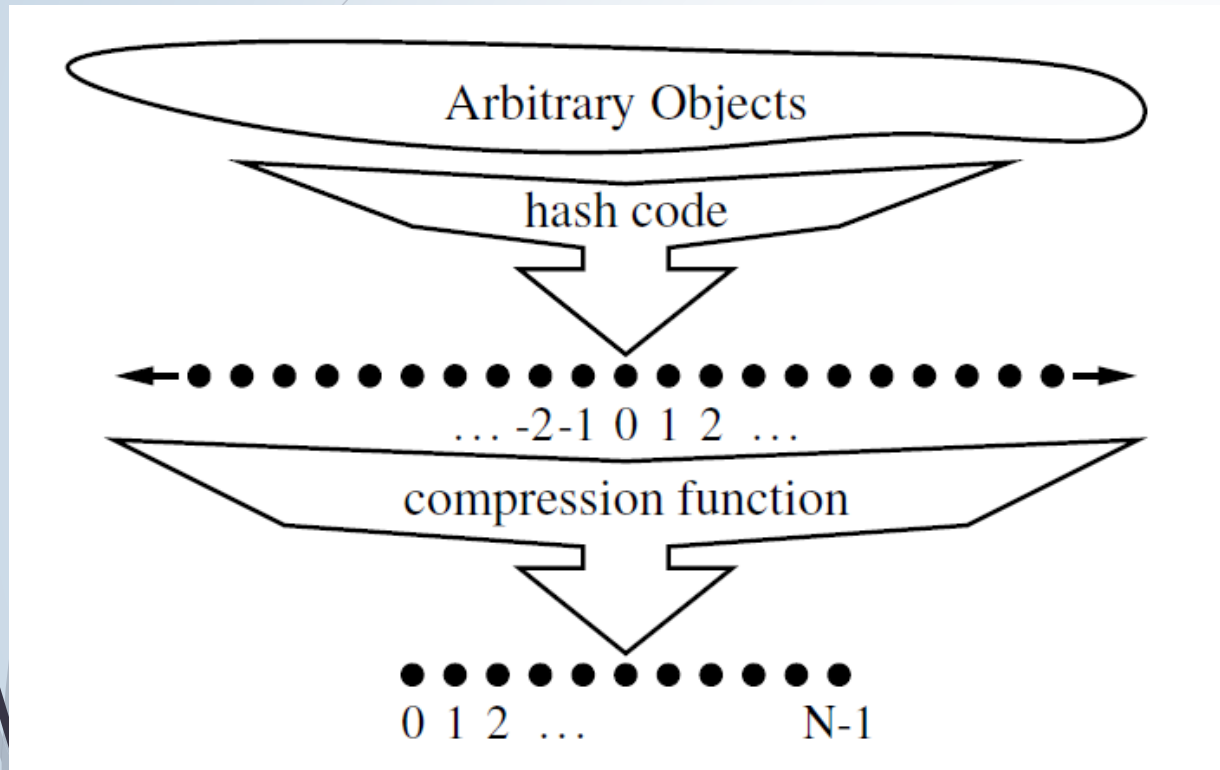 Arbitrary Objects
hash code
... -2 -1 0 1 2 ...
compression function
0 1 2 ... N-1